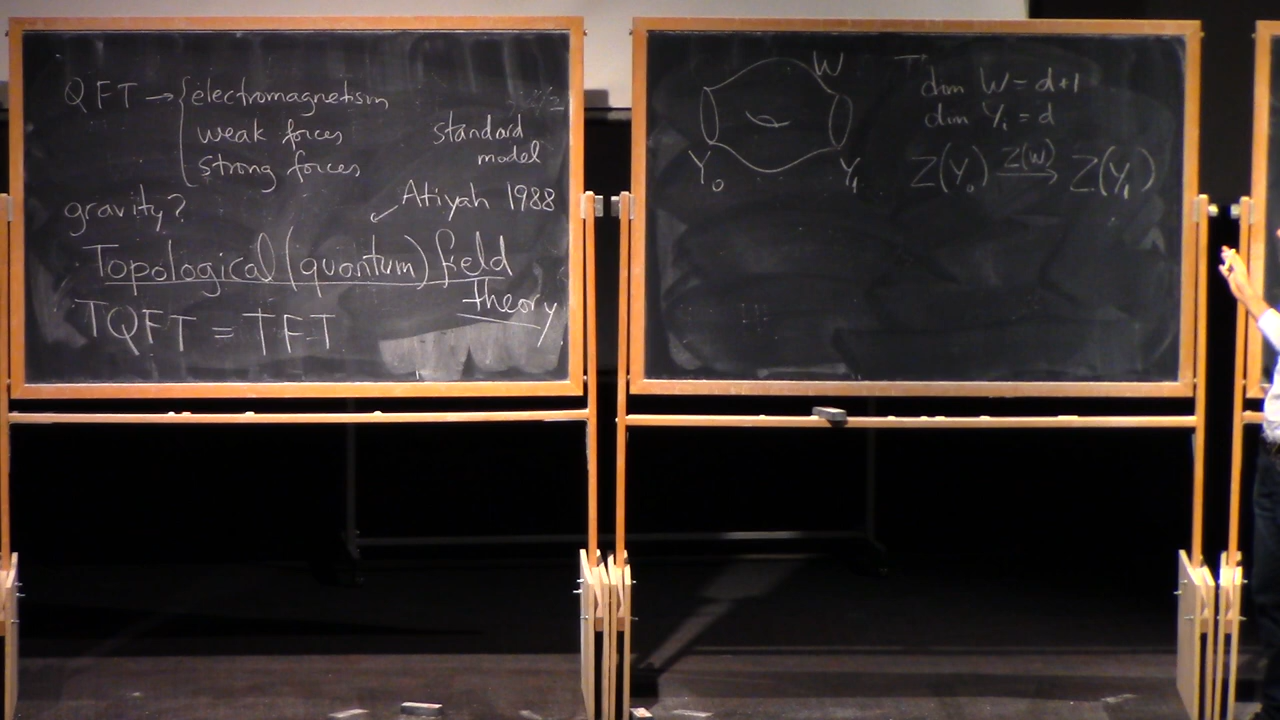 QFT → { electromagnetism
weak forces
strong forces
standard
model
gravity?
Atiyah 1988
Topological (quantum) field
theory
TQFT = TFT
W
Y₀
Y₁
dim W = d+1
dim Yᵢ = d
Z(Y₀) Z(W)→ Z(Y₁)